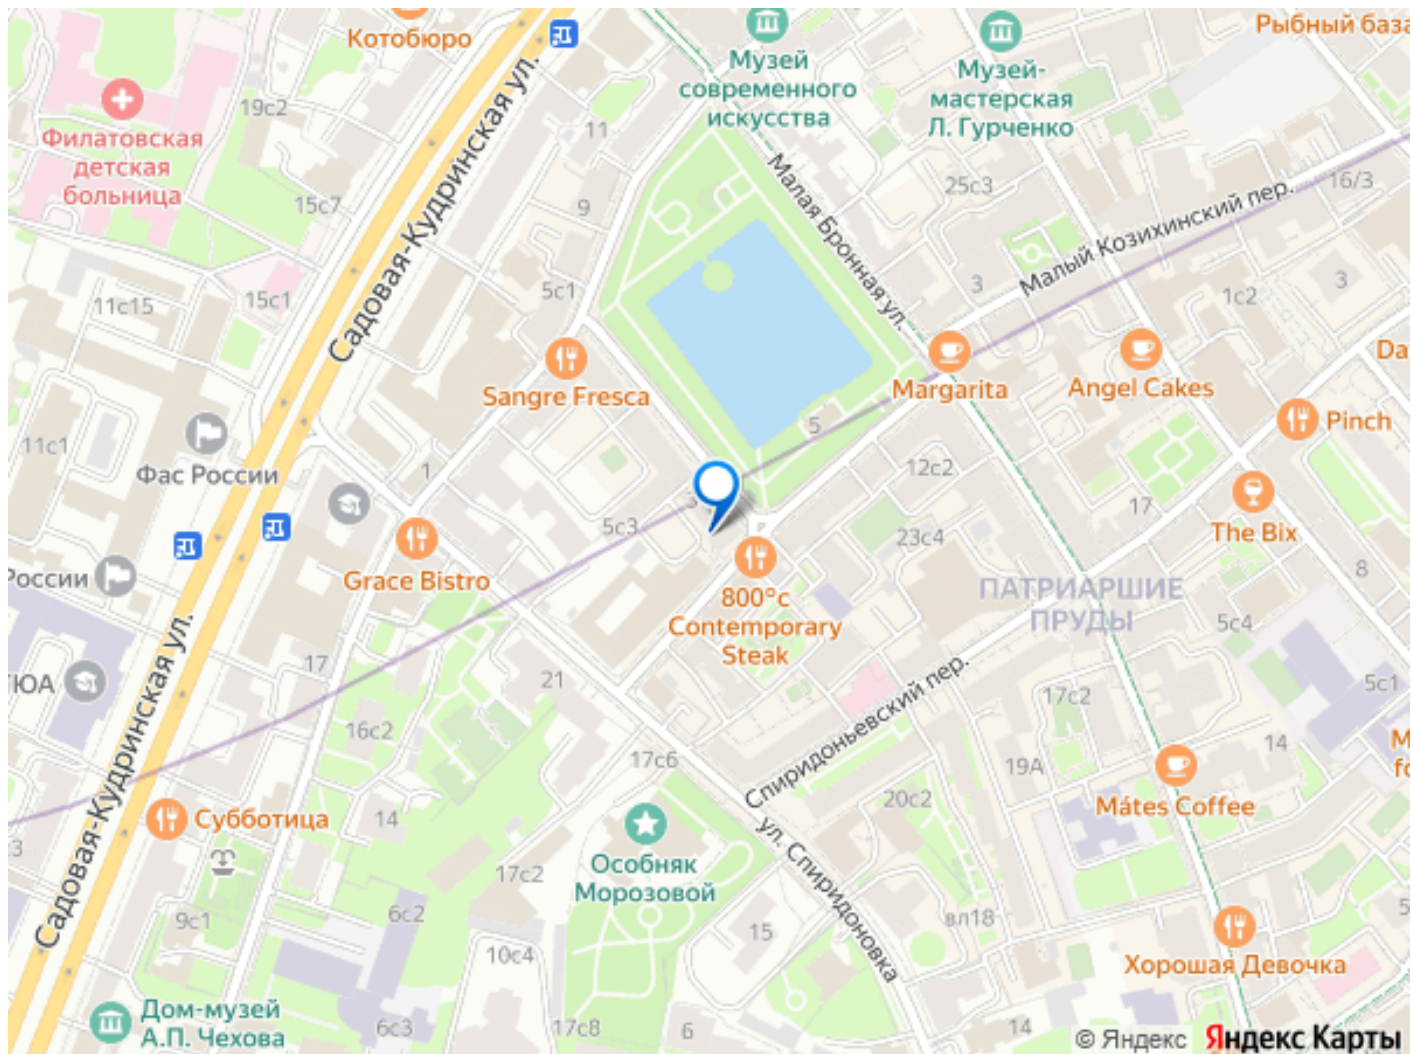 Котобюро
Музей
современного
искусства
Музей-
мастерская
Л. Гурченко
Рыбный база
Филатовская
детская
больница
19с2
11
Садовая-Кудринская ул.
Малая Бронная ул.
25с3
16/3
Малый Козихинский пер.
15с7
9
5с1
15с1
11с15
3
1с2
3
Sangre Fresca
Margarita
Angel Cakes
Da
Pinch
5
11с1
Фас России
1
12с2
17
The Bix
5с3
3
23с4
Grace Bistro
800°c
Contemporary
Steak
ПАТРИАРШИЕ
ПРУДЫ
России
8
5с4
17
21
ТЮА
16с2
17с2
5с1
Садовая-Кудринская ул.
Спиридоньевский пер.
17с6
19А
14
М
fo
Mátes Coffee
20с2
Субботица
14
3
Особняк
Морозовой
ул. Спиридоновка
17с2
9с1
6с2
15
вл18
5
10с4
Хорошая Девочка
Дом-музей
А.П. Чехова
6с3
17с8
6
14
© Яндекс Яндекс Карты